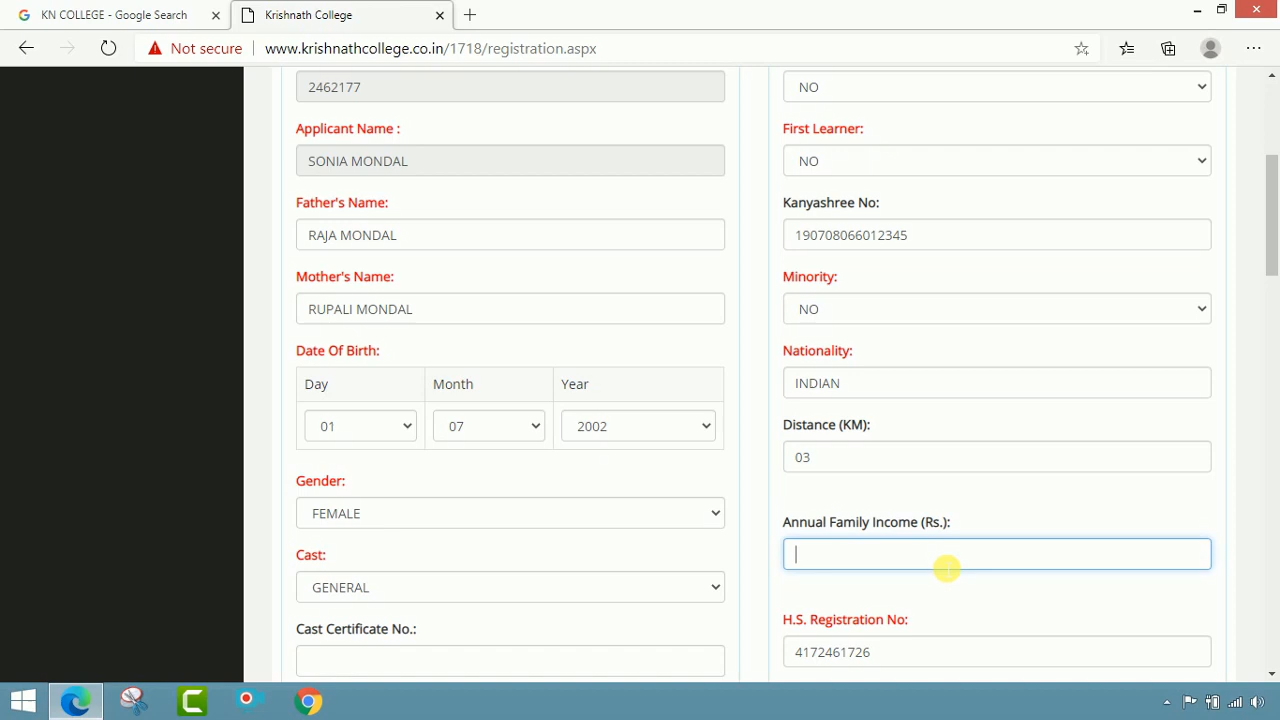 KN COLLEGE - Google Search
Krishnath College
Not secure
www.krishnathcollege.co.in/1718/registration.aspx
2462177
Applicant Name :
SONIA MONDAL
Father's Name:
RAJA MONDAL
Mother's Name:
RUPALI MONDAL
Date Of Birth:
Day Month Year
01 07 2002
Gender:
FEMALE
Cast:
GENERAL
Cast Certificate No.:
NO
First Learner:
NO
Kanyashree No:
190708066012345
Minority:
NO
Nationality:
INDIAN
Distance (KM):
03
Annual Family Income (Rs.):
H.S. Registration No:
4172461726